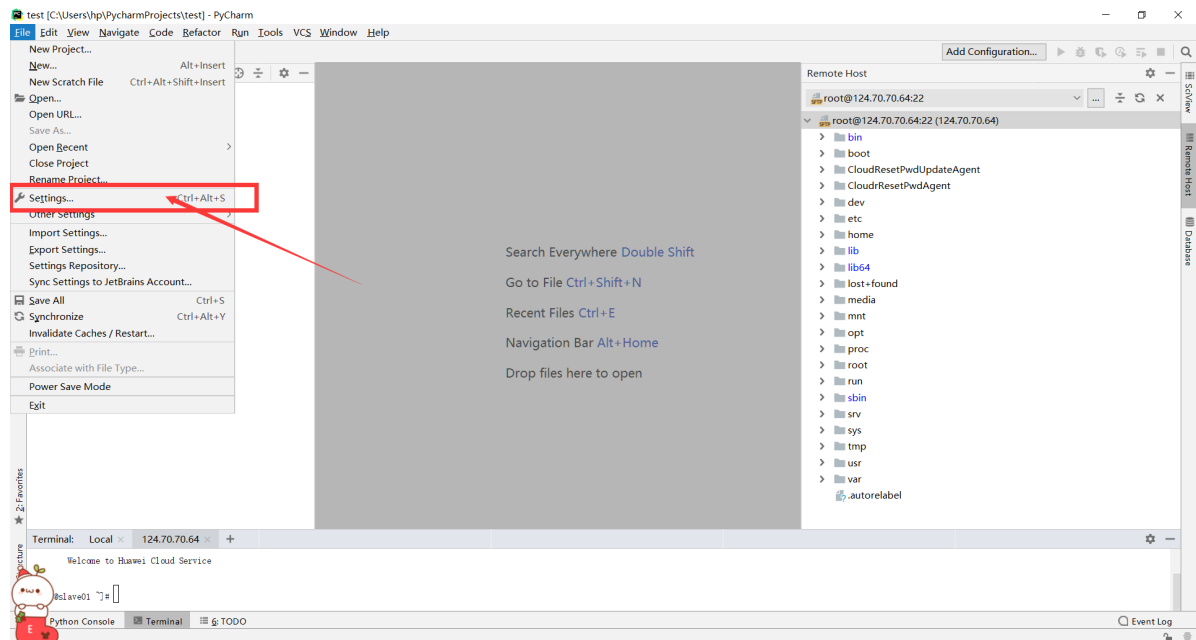 test [C:\Users\hp\PycharmProjects\test] - PyCharm
File Edit View Navigate Code Refactor Run Tools VCS Window Help
Add Configuration...
New Project...
New... Alt+Insert
New Scratch File Ctrl+Alt+Shift+Insert
Open...
Open URL...
Save As...
Open Recent
Close Project
Rename Project...
Settings... Ctrl+Alt+S
Other Settings
Import Settings...
Export Settings...
Settings Repository...
Sync Settings to JetBrains Account...
Save All Ctrl+S
Synchronize Ctrl+Alt+Y
Invalidate Caches / Restart...
Print...
Associate with File Type...
Power Save Mode
Exit
Search Everywhere Double Shift
Go to File Ctrl+Shift+N
Recent Files Ctrl+E
Navigation Bar Alt+Home
Drop files here to open
Remote Host
root@124.70.70.64:22
...
root@124.70.70.64:22 (124.70.70.64)
bin
boot
CloudResetPwdUpdateAgent
CloudrResetPwdAgent
dev
etc
home
lib
lib64
lost+found
media
mnt
opt
proc
root
run
sbin
srv
sys
tmp
usr
var
.autorelabel
SciView
Remote Host
Database
2: Favorites
Terminal: Local 124.70.70.64
Welcome to Huawei Cloud Service
@slave01 ~]#
Python Console Terminal 6: TODO Event Log
E